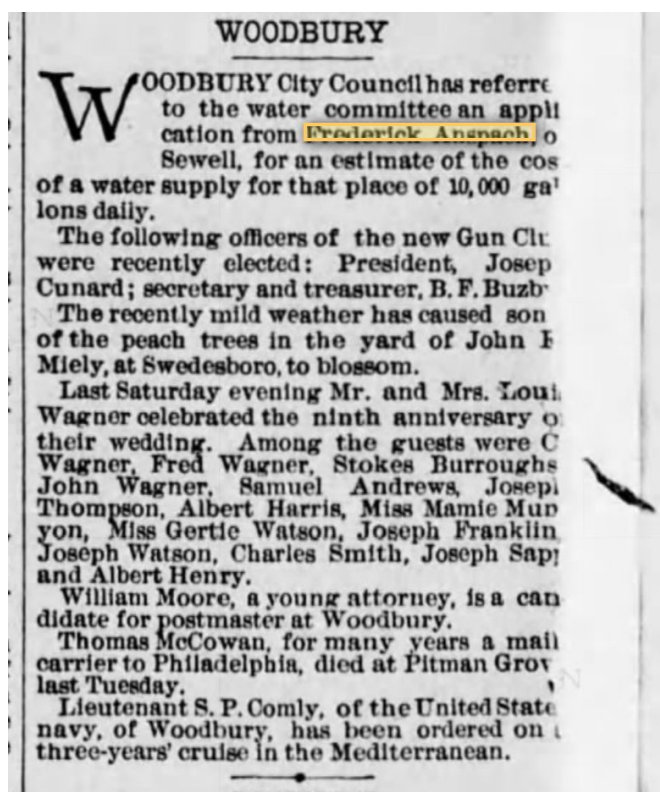 WOODBURY
WOODBURY City Council has referre
to the water committee an appli
cation from Frederick Anspach, o
Sewell, for an estimate of the cos
of a water supply for that place of 10,000 gal
lons daily.
The following officers of the new Gun Clu
were recently elected: President, Josep
Cunard; secretary and treasurer, B. F. Buzb
The recently mild weather has caused som
of the peach trees in the yard of John
Miely, at Swedesboro, to blossom.
Last Saturday evening Mr. and Mrs. Loui
Wagner celebrated the ninth anniversary o
their wedding. Among the guests were C
Wagner, Fred Wagner, Stokes Burroughs
John Wagner, Samuel Andrews, Josep
Thompson, Albert Harris, Miss Mamie Mun
yon, Miss Gertie Watson, Joseph Franklin
Joseph Watson, Charles Smith, Joseph Sap
and Albert Henry.
William Moore, a young attorney, is a can
didate for postmaster at Woodbury.
Thomas McCowan, for many years a mail
carrier to Philadelphia, died at Pitman Grov
last Tuesday.
Lieutenant S. P. Comly, of the United State
navy, of Woodbury, has been ordered on
three-years' cruise in the Mediterranean.